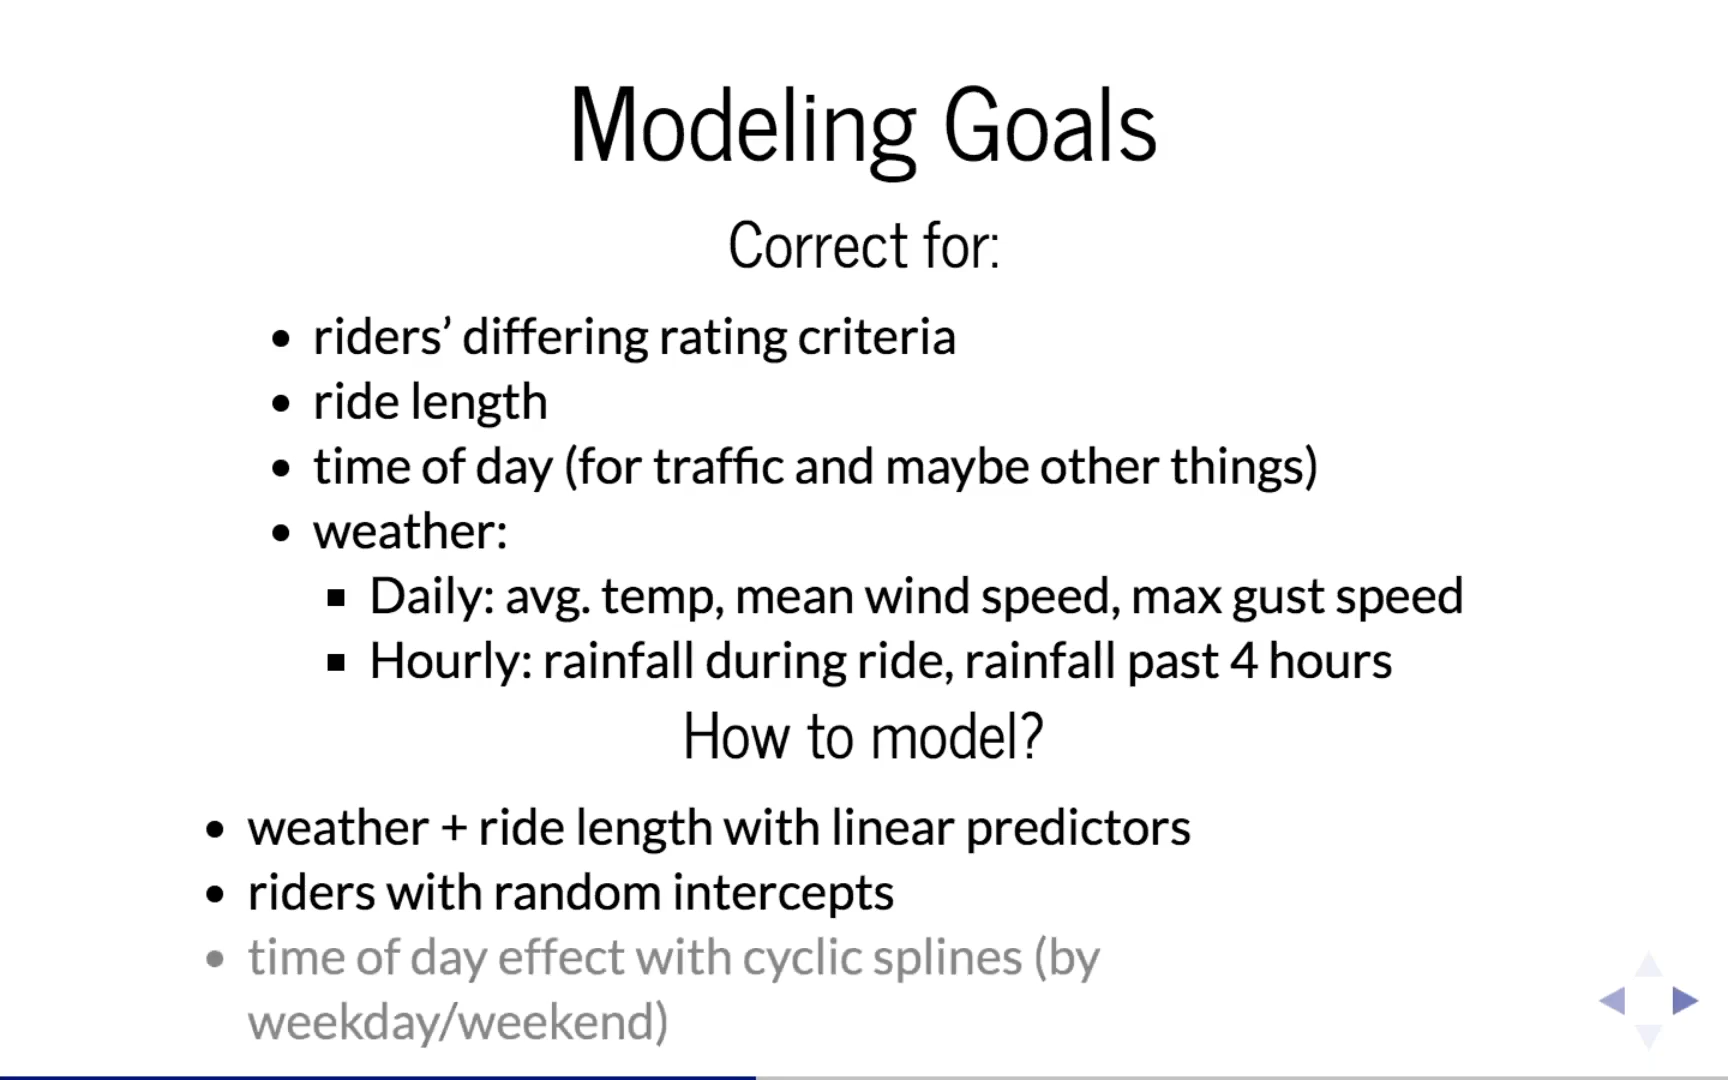 Modeling Goals
Correct for:
• riders’ differing rating criteria
• ride length
• time of day (for traffic and maybe other things)
• weather:
▪ Daily: avg. temp, mean wind speed, max gust speed
▪ Hourly: rainfall during ride, rainfall past 4 hours
How to model?
• weather + ride length with linear predictors
• riders with random intercepts
• time of day effect with cyclic splines (by
weekday/weekend)